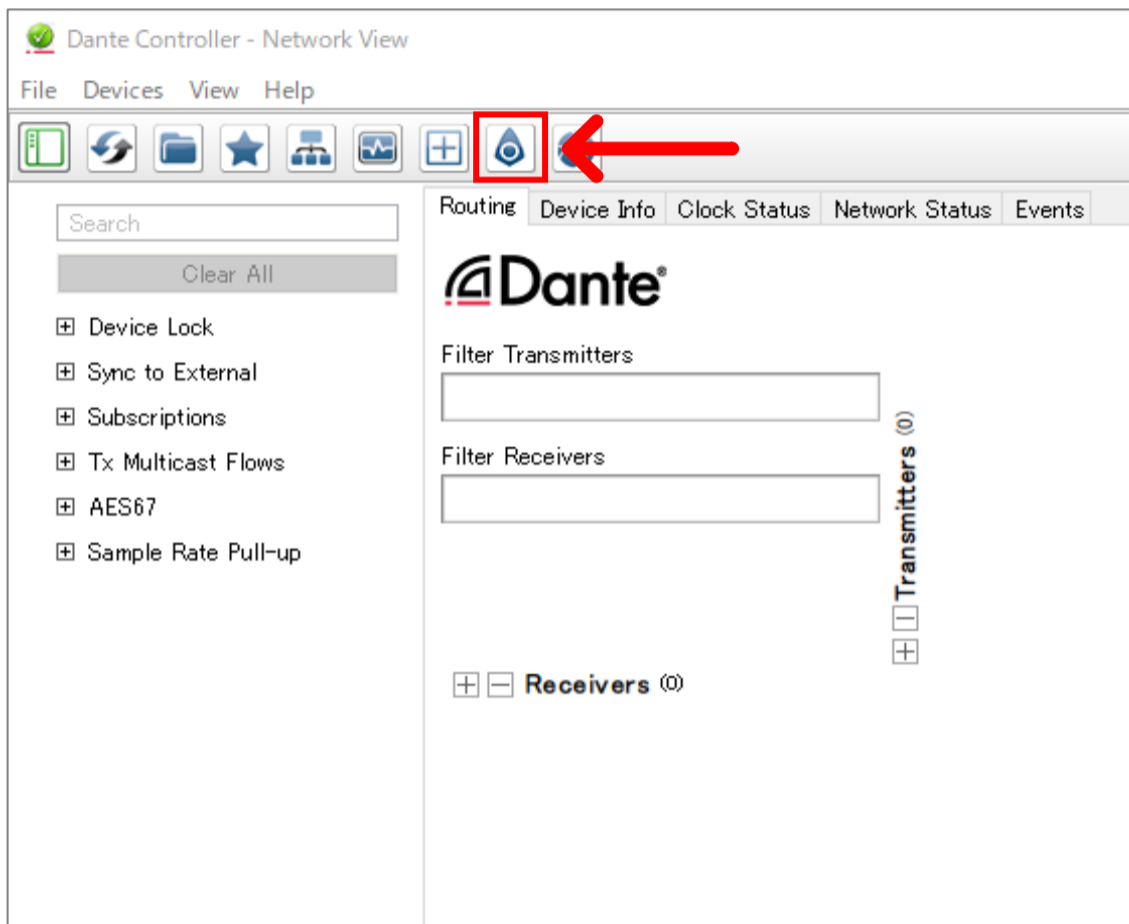 Dante Controller - Network View
File Devices View Help
Search
Clear All
Device Lock
Sync to External
Subscriptions
Tx Multicast Flows
AES67
Sample Rate Pull-up
Routing Device Info Clock Status Network Status Events
Dante®
Filter Transmitters
Filter Receivers
Transmitters (0)
Receivers (0)